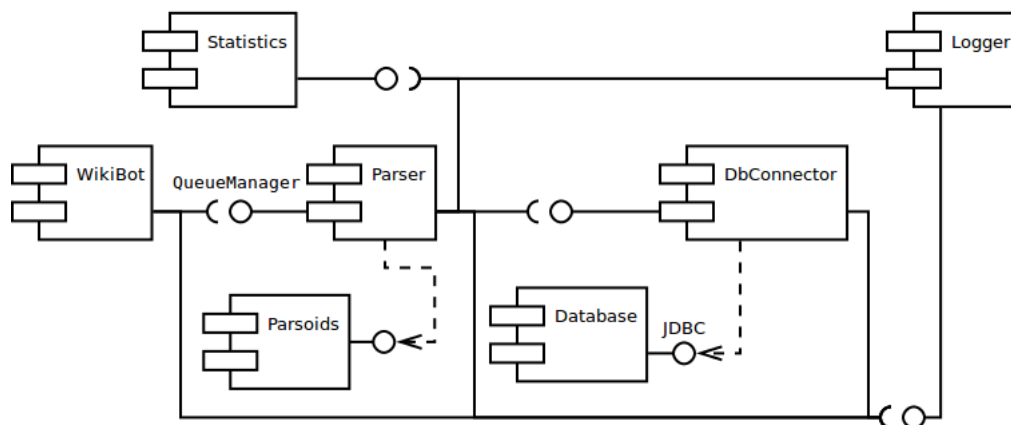 Statistics
Logger
WikiBot
QueueManager
Parser
DbConnector
Parsoids
Database
JDBC